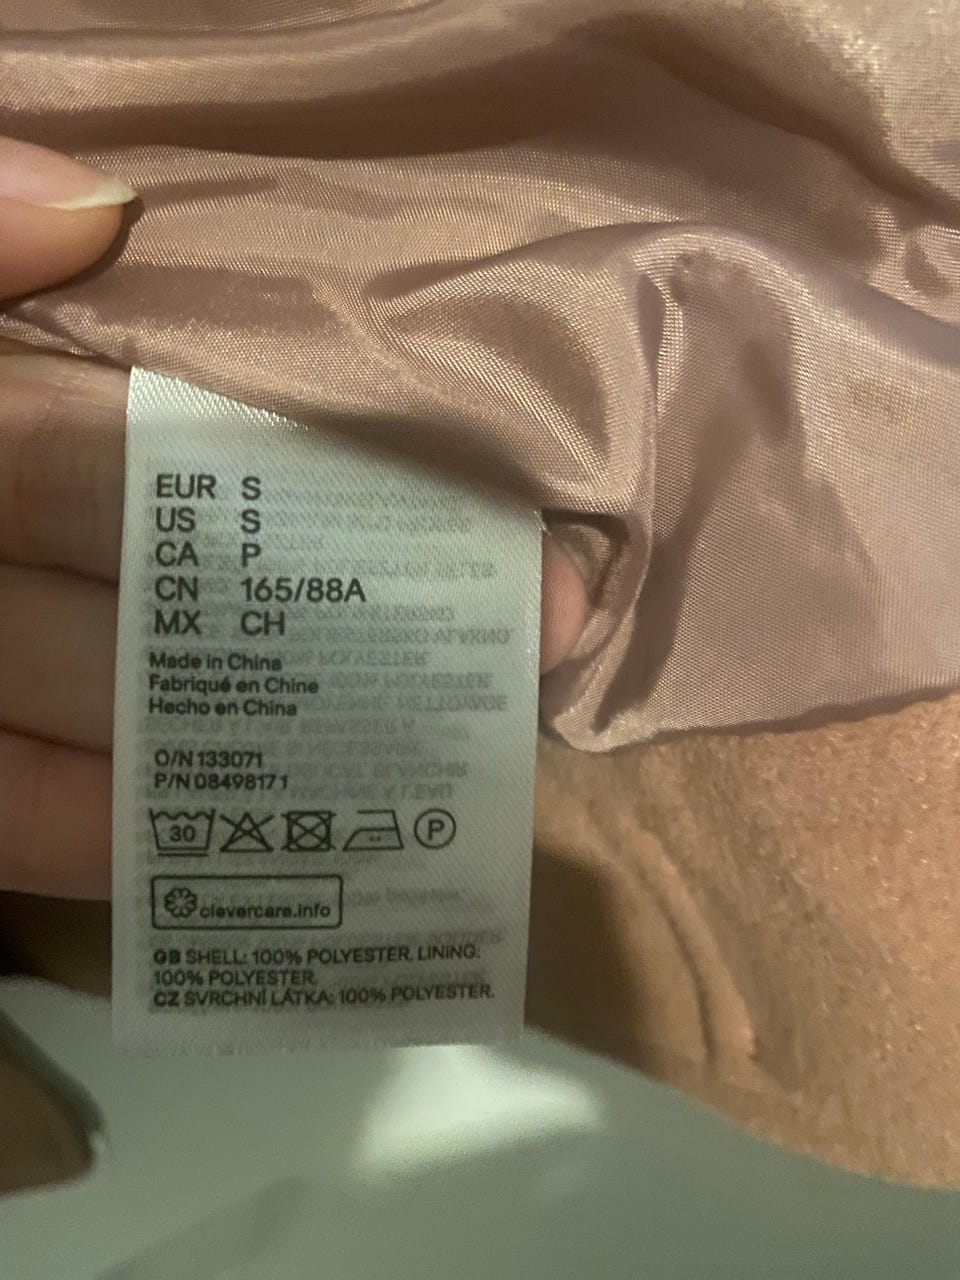 EUR S
US S
CA P
CN 165/88A
MX CH
Made in China
Fabriqué en Chine
Hecho en China
O/N 133071
P/N 08498171
30 P
clevercare.info
GB SHELL: 100% POLYESTER. LINING:
100% POLYESTER.
CZ SVRCHNÍ LÁTKA: 100% POLYESTER.